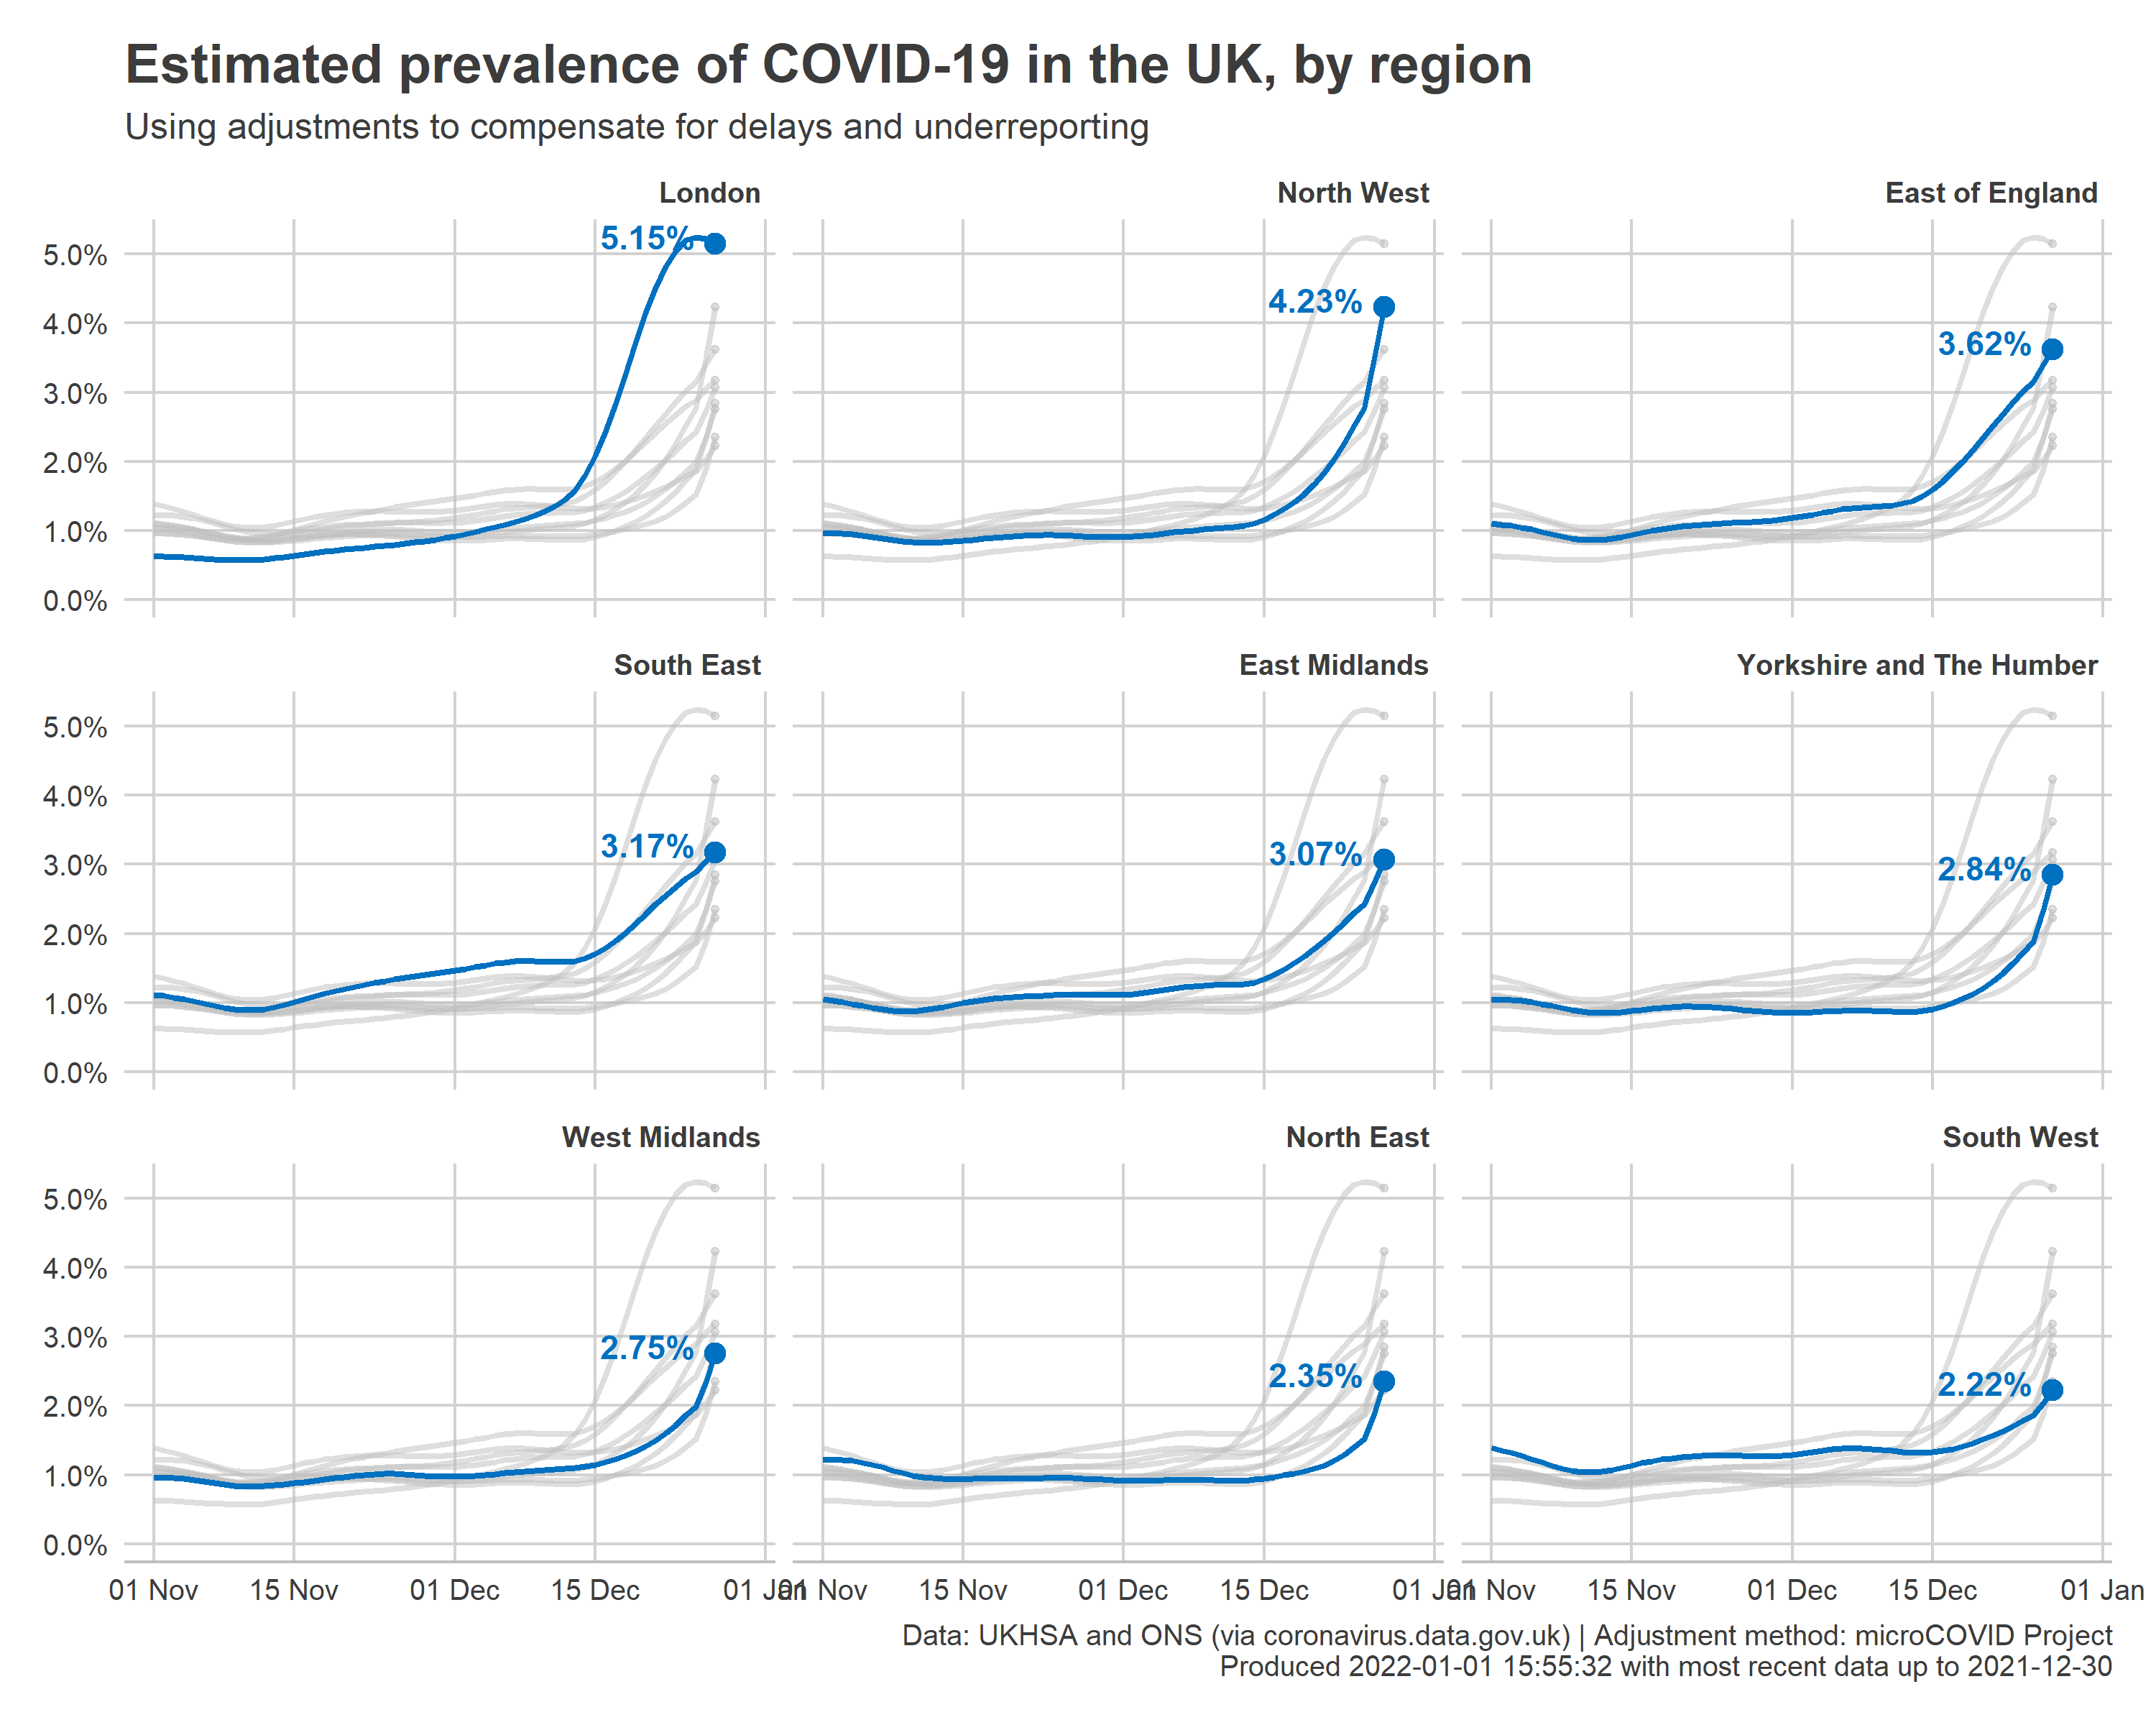 Estimated prevalence of COVID-19 in the UK, by region
Using adjustments to compensate for delays and underreporting
London
North West
East of England
5.0%
4.0%
3.0%
2.0%
1.0%
0.0%
5.15%
4.23%
3.62%
South East
East Midlands
Yorkshire and The Humber
5.0%
4.0%
3.0%
2.0%
1.0%
0.0%
3.17%
3.07%
2.84%
West Midlands
North East
South West
5.0%
4.0%
3.0%
2.0%
1.0%
0.0%
2.75%
2.35%
2.22%
01 Nov 15 Nov 01 Dec 15 Dec 01 Jan 01 Nov 15 Nov 01 Dec 15 Dec 01 Jan 01 Nov 15 Nov 01 Dec 15 Dec 01 Jan
Data: UKHSA and ONS (via coronavirus.data.gov.uk) | Adjustment method: microCOVID Project
Produced 2022-01-01 15:55:32 with most recent data up to 2021-12-30